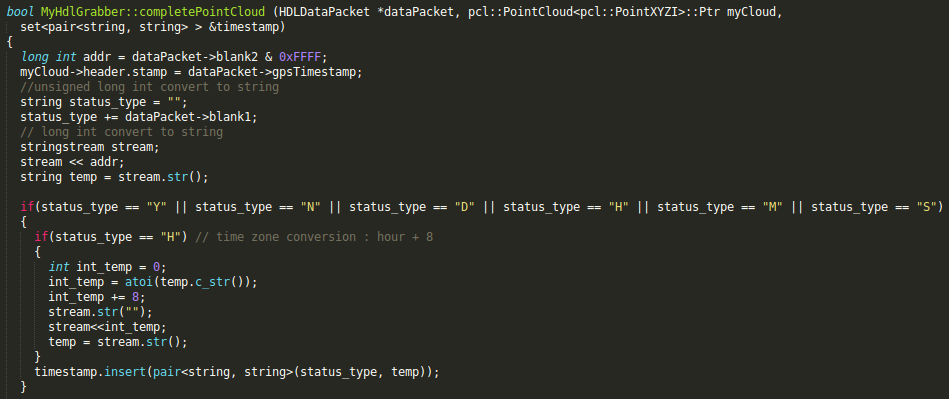 bool MyHdlGrabber::completePointCloud (HDLDataPacket *dataPacket, pcl::PointCloud<pcl::PointXYZI>::Ptr myCloud,
  set<pair<string, string> > &timestamp)
{
  long int addr = dataPacket->blank2 & 0xFFFF;
  myCloud->header.stamp = dataPacket->gpsTimestamp;
  //unsigned long int convert to string
  string status_type = "";
  status_type += dataPacket->blank1;
  // long int convert to string
  stringstream stream;
  stream << addr;
  string temp = stream.str();

  if(status_type == "Y" || status_type == "N" || status_type == "D" || status_type == "H" || status_type == "M" || status_type == "S")
  {
    if(status_type == "H") // time zone conversion : hour + 8
    {
      int int_temp = 0;
      int_temp = atoi(temp.c_str());
      int_temp += 8;
      stream.str("");
      stream<<int_temp;
      temp = stream.str();
    }
    timestamp.insert(pair<string, string>(status_type, temp));
  }